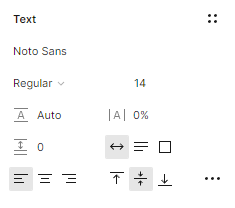 Text
Noto Sans
Regular 14
A Auto |A| 0%
0